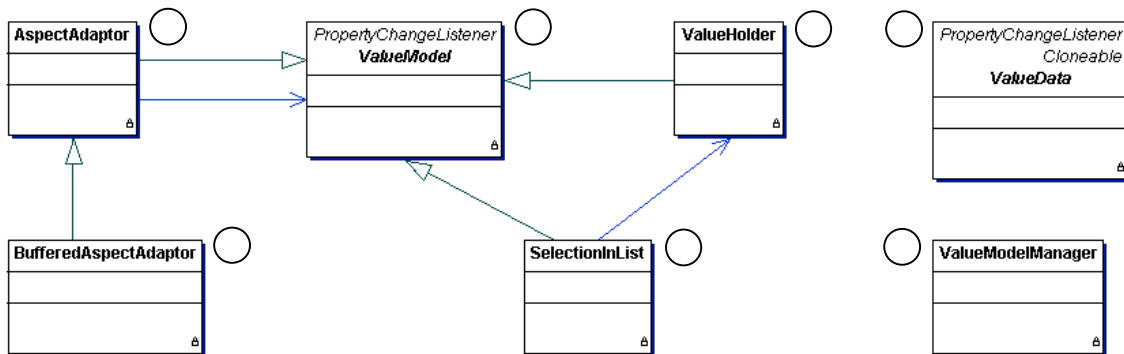 AspectAdaptor
PropertyChangeListener
ValueModel
ValueHolder
PropertyChangeListener
Cloneable
ValueData
BufferedAspectAdaptor
SelectionInList
ValueModelManager